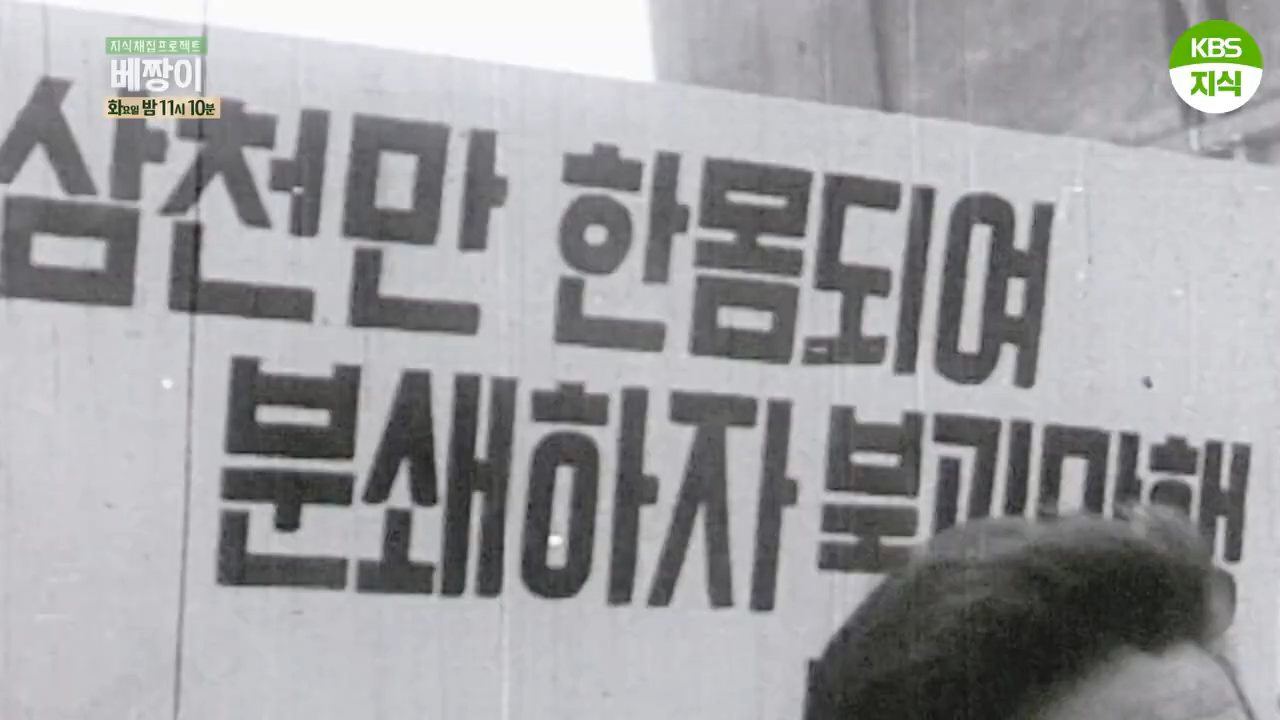 지식채집프로젝트
베짱이
화요일 밤 11시 10분
KBS
지식
삼천만 한몸되여
분쇄하자 북괴만행